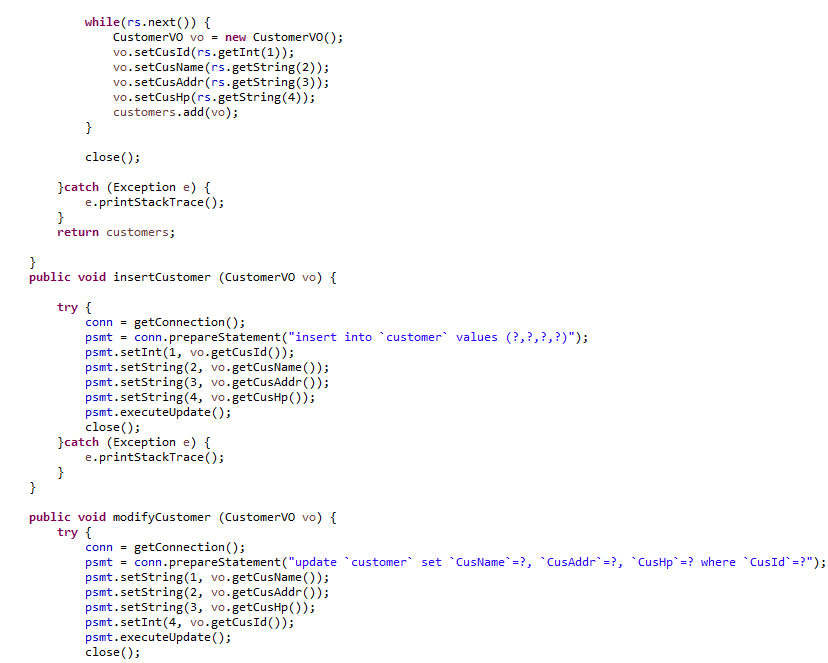 while(rs.next()) {
CustomerVO vo = new CustomerVO();
vo.setCusId(rs.getInt(1));
vo.setCusName(rs.getString(2));
vo.setCusAddr(rs.getString(3));
vo.setCusHp(rs.getString(4));
customers.add(vo);
}
close();
}catch (Exception e) {
e.printStackTrace();
}
return customers;
}
public void insertCustomer (CustomerVO vo) {
try {
conn = getConnection();
psmt = conn.prepareStatement("insert into `customer` values (?,?,?,?)");
psmt.setInt(1, vo.getCusId());
psmt.setString(2, vo.getCusName());
psmt.setString(3, vo.getCusAddr());
psmt.setString(4, vo.getCusHp());
psmt.executeUpdate();
close();
}catch (Exception e) {
e.printStackTrace();
}
}
public void modifyCustomer (CustomerVO vo) {
try {
conn = getConnection();
psmt = conn.prepareStatement("update `customer` set `CusName`=?, `CusAddr`=?, `CusHp`=? where `CusId`=?");
psmt.setString(1, vo.getCusName());
psmt.setString(2, vo.getCusAddr());
psmt.setString(3, vo.getCusHp());
psmt.setInt(4, vo.getCusId());
psmt.executeUpdate();
close();